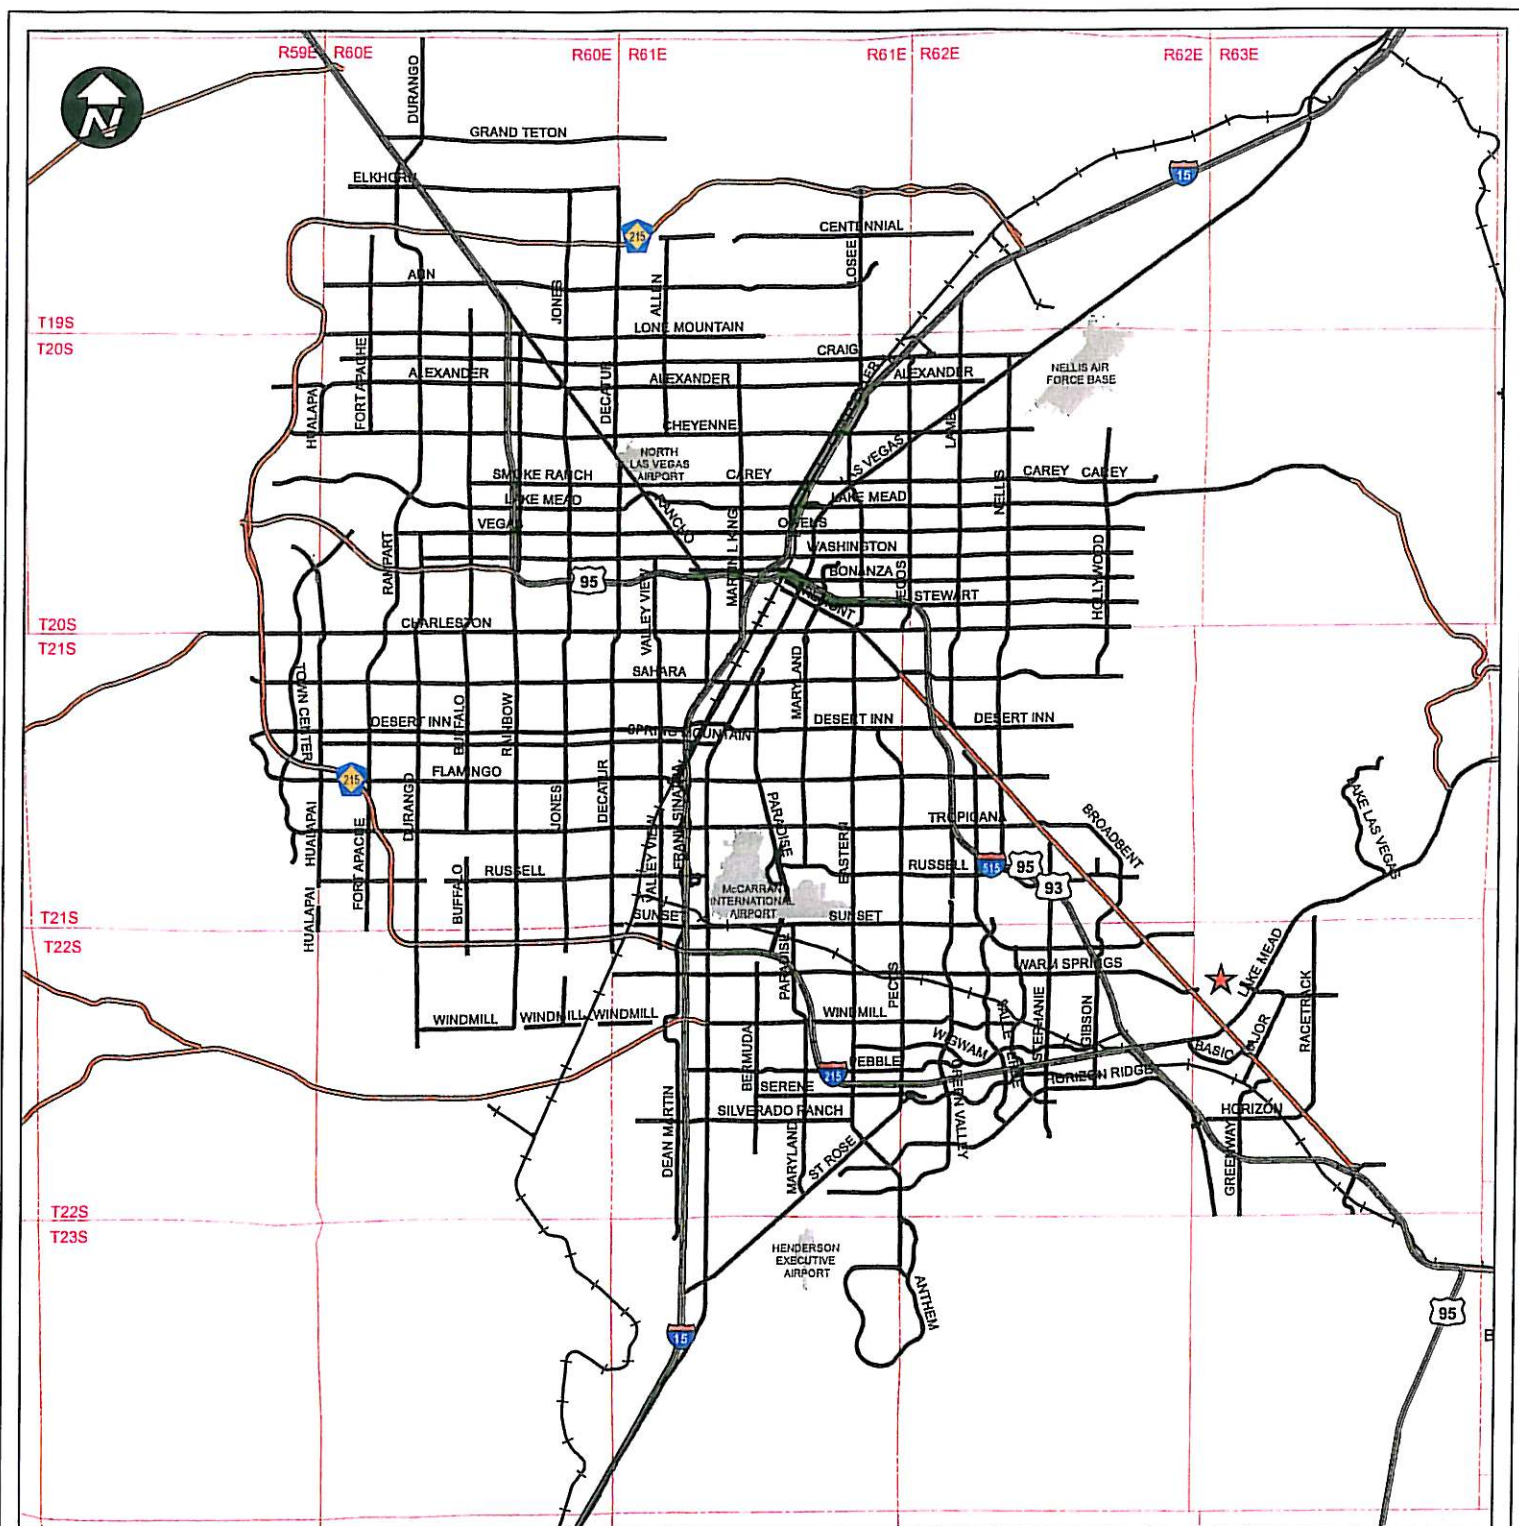 R59E R60E
R60E R61E
R61E R62E
R62E R63E
N
DURANGO
GRAND TETON
ELKHORN
15
215
CENTENNIAL
LOSEE
ANN
JONES
ALLEN
T19S
T20S
LONE MOUNTAIN
CRAIG
FORT APACHE
ALEXANDER
ALEXANDER
ALEXANDER
NELLIS AIR
FORCE BASE
HUALAPAI
DECATUR
CHEYENNE
LAMB
NORTH
LAS VEGAS
AIRPORT
LAS VEGAS
SMOKE RANCH
CAREY
CAREY
CAREY
LAKE MEAD
LAKE MEAD
NELLIS
RANCHO
VEGAS
OWENS
MARTIN L KING
WASHINGTON
RAMPART
95
BONANZA
HOLLYWOOD
VALLEY VIEW
FREMONT
STEWART
PECOS
CHARLESTON
T20S
T21S
TOWN CENTER
SAHARA
MARYLAND
BUFFALO
RAINBOW
DESERT INN
DESERT INN
DESERT INN
SPRING MOUNTAIN
215
FLAMINGO
FRANK SINATRA
HUALAPAI
FORT APACHE
DURANGO
JONES
DECATUR
VALLEY VIEW
PARADISE
EASTERN
TROPICANA
BROADBENT
LAKE LAS VEGAS
BUFFALO
RUSSELL
RUSSELL
515
95
93
McCARRAN
INTERNATIONAL
AIRPORT
HUALAPAI
SUNSET
SUNSET
T21S
T22S
PARADISE
PECOS
WARM SPRINGS
LAKE MEAD
RACETRACK
STEPHANIE
GIBSON
WINDMILL
WINDMILL
WINDMILL
WINDMILL
VALLE VERDE
WIGWAM
BASIC
MAJOR
BERMUDA
PEBBLE
215
SERENE
HORIZON RIDGE
GREEN VALLEY
DEAN MARTIN
SILVERADO RANCH
HORIZON
MARYLAND
ST ROSE
GREENWAY
T22S
T23S
HENDERSON
EXECUTIVE
AIRPORT
ANTHEM
15
95